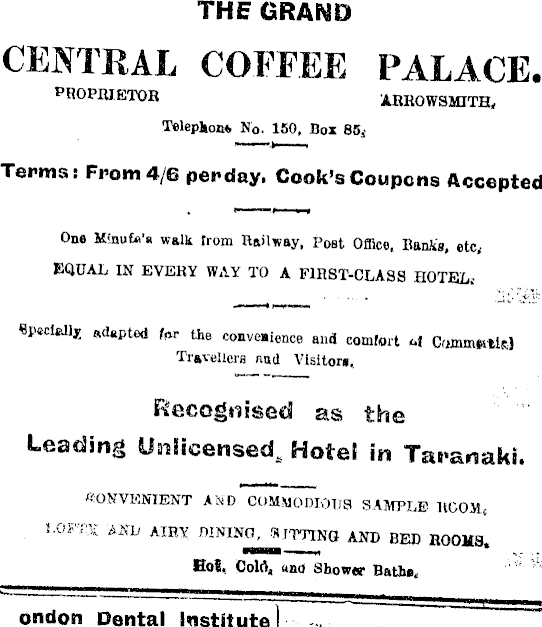 THE GRAND
CENTRAL COFFEE PALACE.
PROPRIETOR ARROWSMITH,
Telephone No. 150, Box 85,
Terms: From 4/6 per day. Cook's Coupons Accepted
One Minute's walk from Railway, Post Office, Banks, etc,
EQUAL IN EVERY WAY TO A FIRST-CLASS HOTEL,
Specially adapted for the convenience and comfort of Commercial
Travellers and Visitors.
Recognised as the
Leading Unlicensed, Hotel in Taranaki.
CONVENIENT AND COMMODIOUS SAMPLE ROOM,
LOFTY AND AIRY DINING, SITTING AND BED ROOMS.
Hot, Cold, and Shower Baths.
ondon Dental Institute